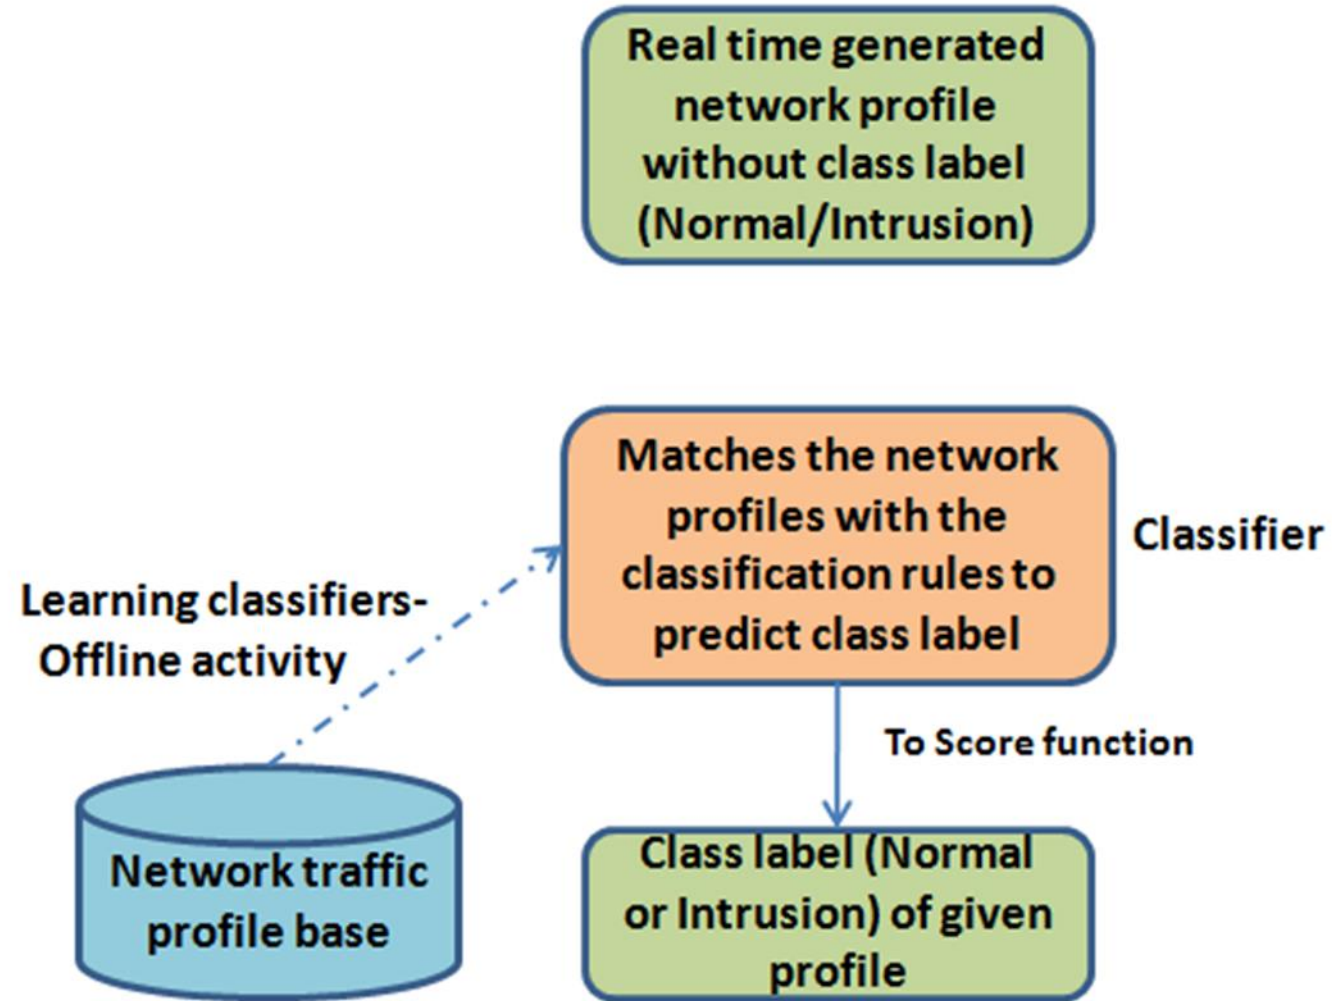 Real time generated
network profile
without class label
(Normal/Intrusion)
Matches the network
profiles with the
classification rules to
predict class label
Classifier
Learning classifiers-
Offline activity
To Score function
Network traffic
profile base
Class label (Normal
or Intrusion) of given
profile